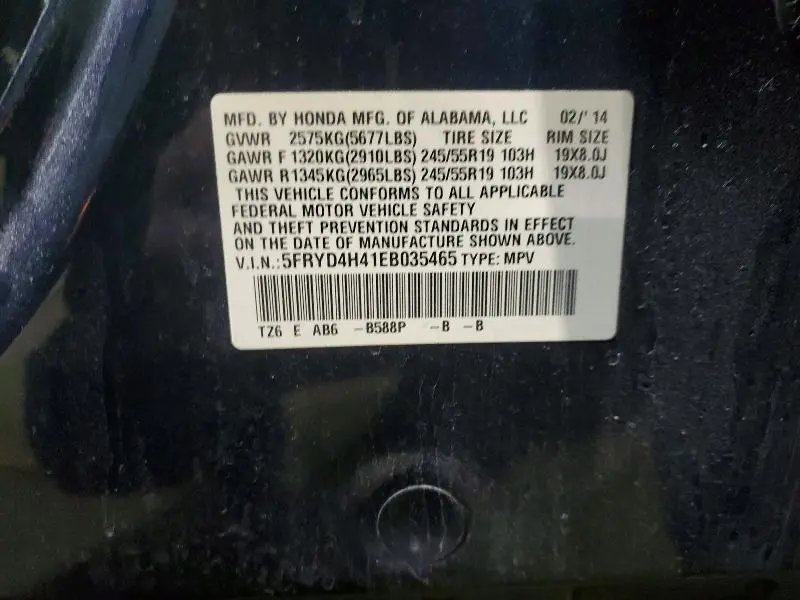 MFD. BY HONDA MFG. OF ALABAMA, LLC 02/'14
GVWR 2575KG(5677LBS) TIRE SIZE RIM SIZE
GAWR F 1320KG(2910LBS) 245/55R19 103H 19X8.0J
GAWR R 1345KG(2965LBS) 245/55R19 103H 19X8.0J
THIS VEHICLE CONFORMS TO ALL APPLICABLE
FEDERAL MOTOR VEHICLE SAFETY
AND THEFT PREVENTION STANDARDS IN EFFECT
ON THE DATE OF MANUFACTURE SHOWN ABOVE.
V.I.N.: 5FRYD4H41EB035465 TYPE: MPV
TZ6 E AB6 -B588P -B -B